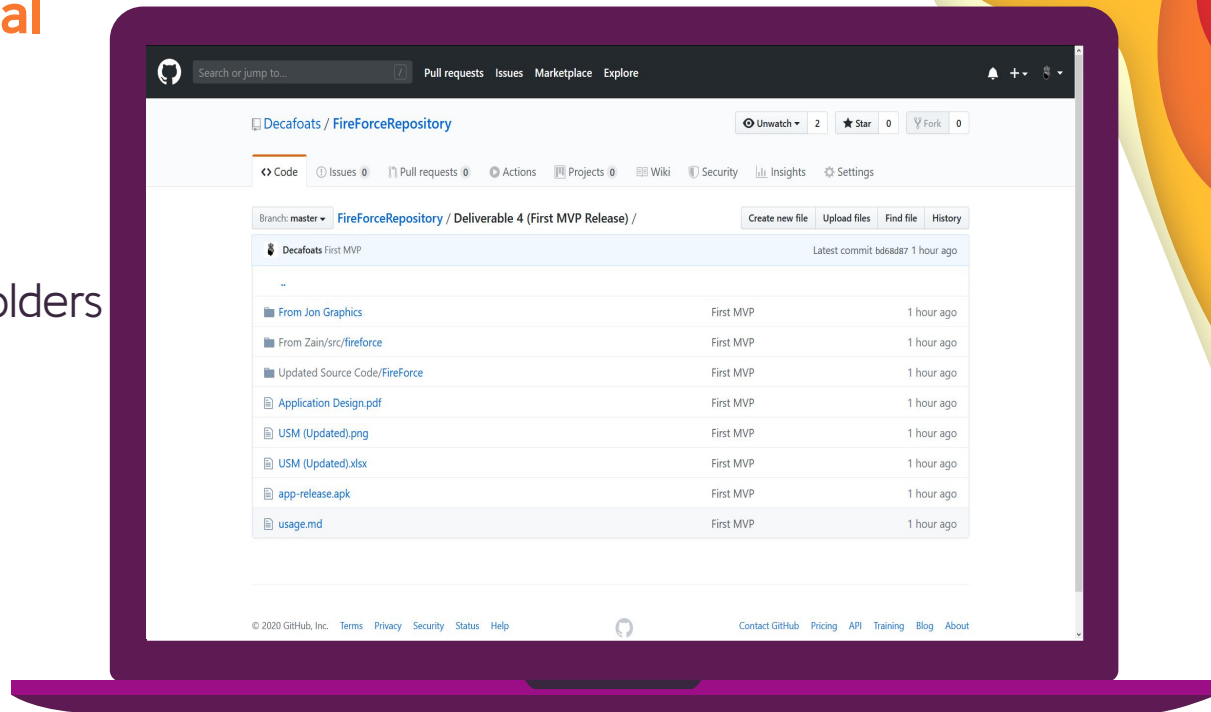 al
olders
Search or jump to... / Pull requests Issues Marketplace Explore
Decafoats / FireForceRepository Unwatch 2 Star 0 Fork 0
Code Issues 0 Pull requests 0 Actions Projects 0 Wiki Security Insights Settings
Branch: master FireForceRepository / Deliverable 4 (First MVP Release) / Create new file Upload files Find file History
Decafoats First MVP Latest commit bd68d87 1 hour ago
..
From Jon Graphics First MVP 1 hour ago
From Zain/src/fireforce First MVP 1 hour ago
Updated Source Code/FireForce First MVP 1 hour ago
Application Design.pdf First MVP 1 hour ago
USM (Updated).png First MVP 1 hour ago
USM (Updated).xlsx First MVP 1 hour ago
app-release.apk First MVP 1 hour ago
usage.md First MVP 1 hour ago
© 2020 GitHub, Inc. Terms Privacy Security Status Help Contact GitHub Pricing API Training Blog About